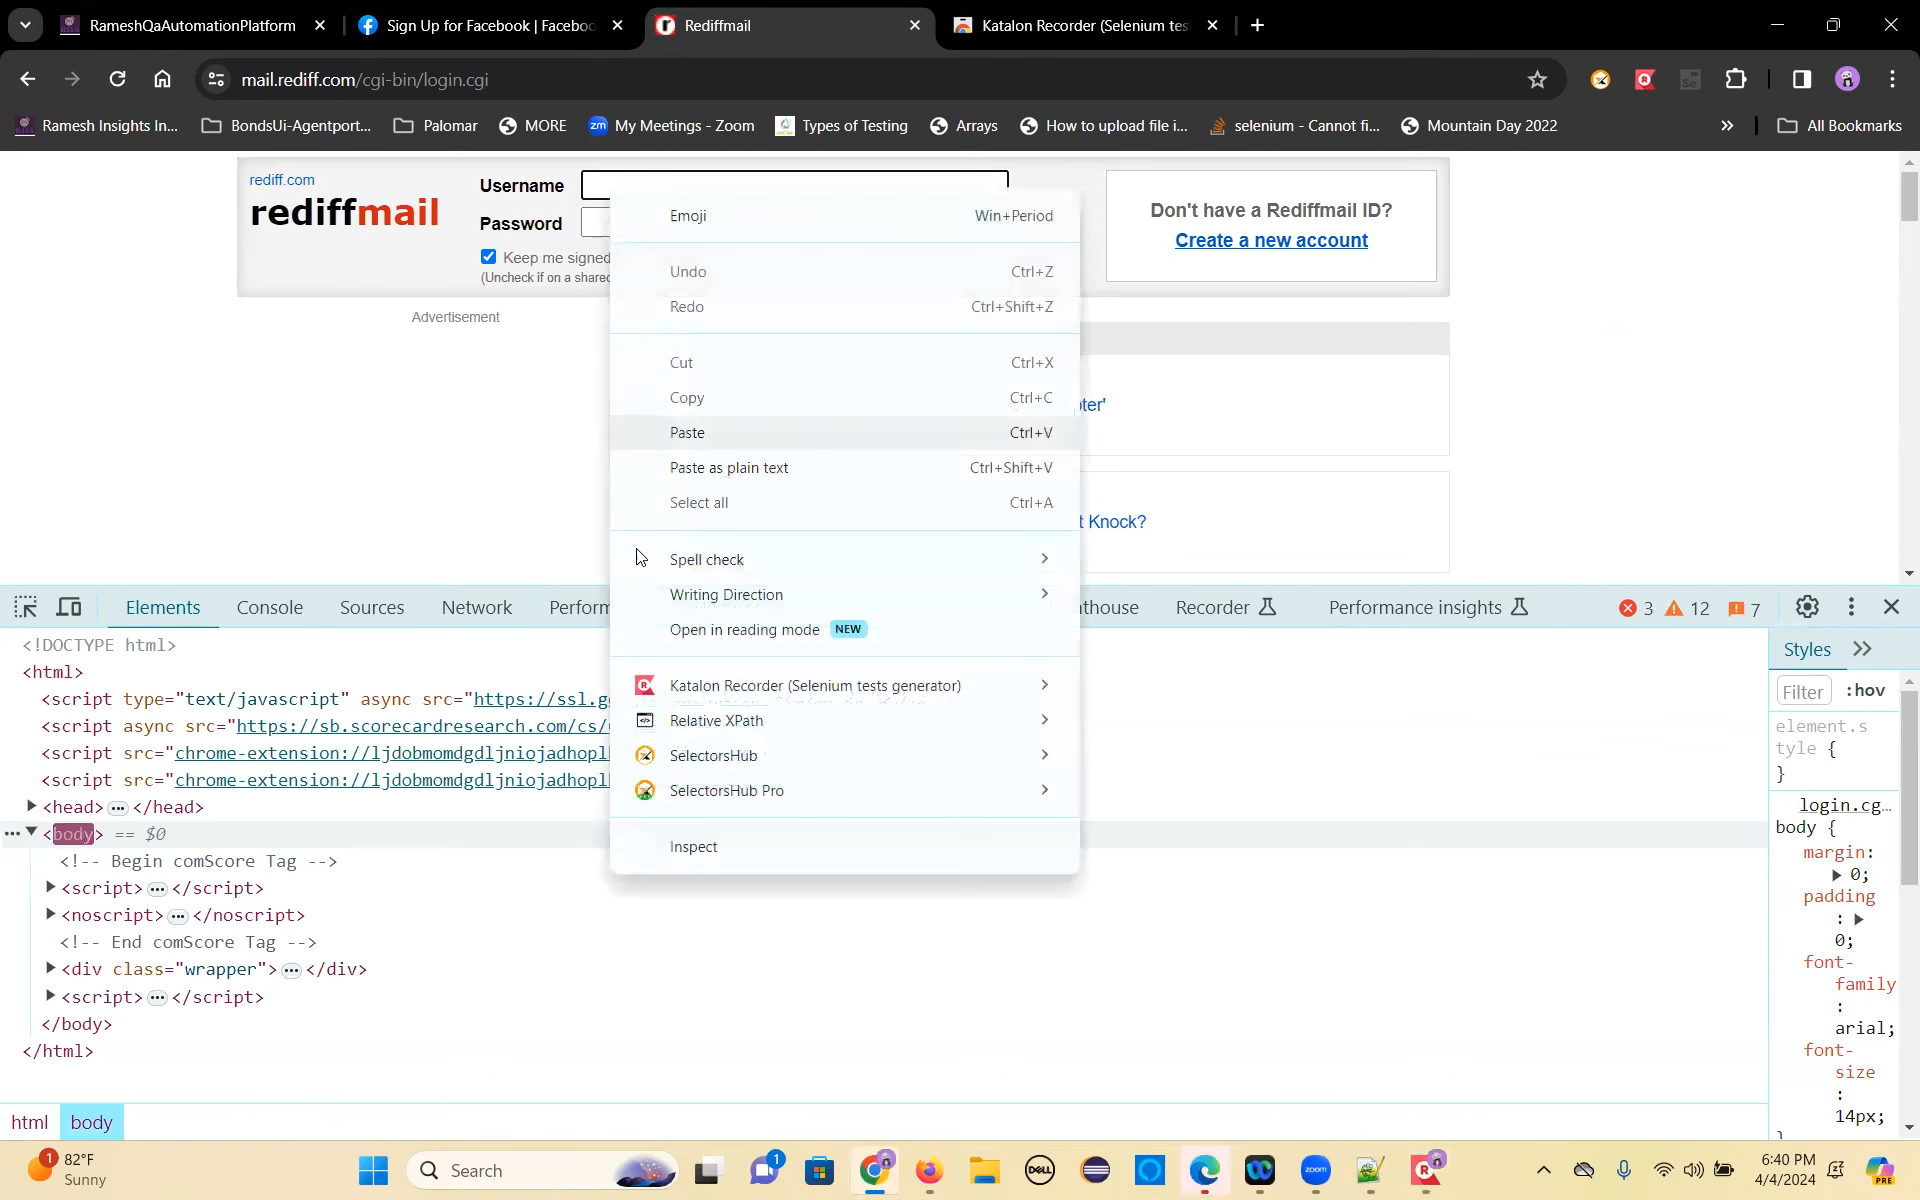 RameshQaAutomationPlatform
Sign Up for Facebook | Facebo
Rediffmail
Katalon Recorder (Selenium tes
mail.rediff.com/cgi-bin/login.cgi
Ramesh Insights In...
BondsUi-Agentport...
Palomar
MORE
zm My Meetings - Zoom
Types of Testing
Arrays
How to upload file i...
selenium - Cannot fi...
Mountain Day 2022
»
All Bookmarks
rediff.com
rediffmail
Username
Password
Keep me signed
(Uncheck if on a share
Don't have a Rediffmail ID?
Create a new account
Advertisement
Emoji Win+Period
Undo Ctrl+Z
Redo Ctrl+Shift+Z
Cut Ctrl+X
Copy Ctrl+C
Paste Ctrl+V
Paste as plain text Ctrl+Shift+V
Select all Ctrl+A
Spell check
Writing Direction
Open in reading mode NEW
Katalon Recorder (Selenium tests generator)
Relative XPath
SelectorsHub
SelectorsHub Pro
Inspect
ter'
t Knock?
Elements Console Sources Network Perforn
thouse Recorder Performance insights 3 12 7
<!DOCTYPE html>
<html>
<script type="text/javascript" async src="https://ssl.g
<script async src="https://sb.scorecardresearch.com/cs/
<script src="chrome-extension://ljdobmomdgdljniojadhopl
<script src="chrome-extension://ljdobmomdgdljniojadhopl
<head> ... </head>
... <body> == $0
<!-- Begin comScore Tag -->
<script> ... </script>
<noscript> ... </noscript>
<!-- End comScore Tag -->
<div class="wrapper"> ... </div>
<script> ... </script>
</body>
</html>
html body
Styles »
Filter :hov
element.s
tyle {
}
login.cg...
body {
margin:
0;
padding
:
0;
font-
family
:
arial;
font-
size
:
14px;
}
1
82°F
Sunny
Search
1
DELL
zoom
PRE
6:40 PM
4/4/2024